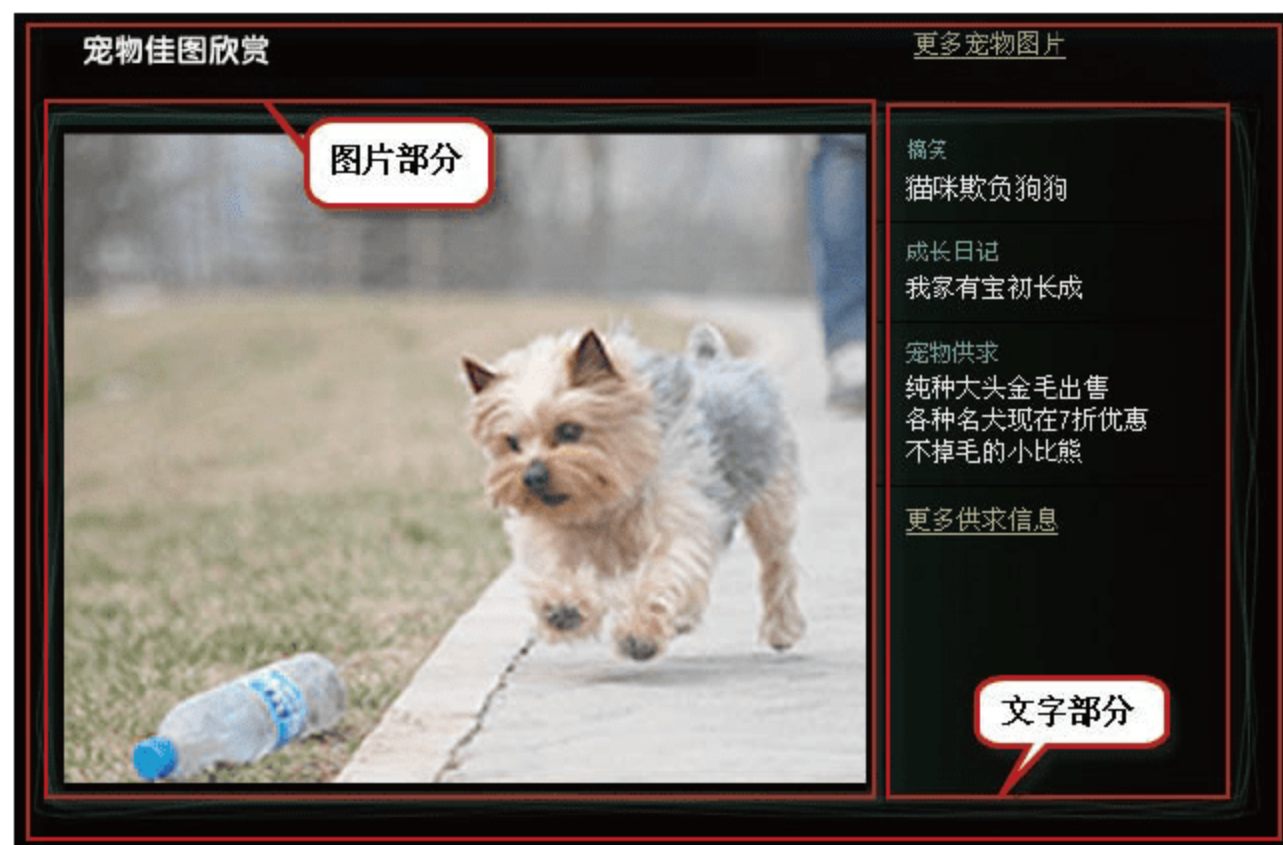 宠物佳图欣赏
更多宠物图片
图片部分
搞笑
猫咪欺负狗狗
成长日记
我家有宝初长成
宠物供求
纯种大头金毛出售
各种名犬现在7折优惠
不掉毛的小比熊
更多供求信息
文字部分